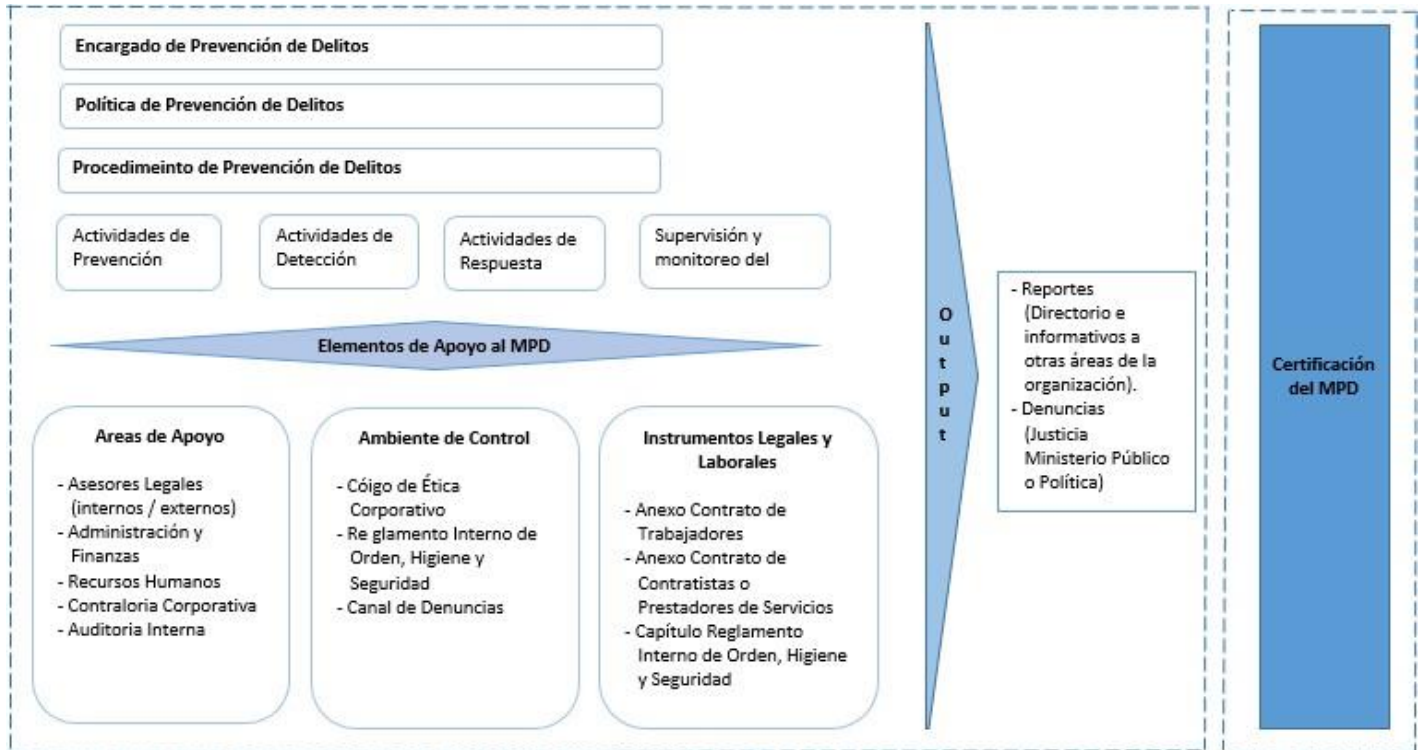 Encargado de Prevención de Delitos
Política de Prevención de Delitos
Procedimeinto de Prevención de Delitos
Actividades de
Prevención
Actividades de
Detección
Actividades de
Respuesta
Supervisión y
monitoreo del
Elementos de Apoyo al MPD
Areas de Apoyo
- Asesores Legales
(internos / externos)
- Administración y
Finanzas
- Recursos Humanos
- Contraloria Corporativa
- Auditoria Interna
Ambiente de Control
- Cóigo de Ética
Corporativo
- Re glamento Interno de
Orden, Higiene y
Seguridad
- Canal de Denuncias
Instrumentos Legales y
Laborales
- Anexo Contrato de
Trabajadores
- Anexo Contrato de
Contratistas o
Prestadores de Servicios
- Capítulo Reglamento
Interno de Orden, Higiene
y Seguridad
Output
- Reportes
(Directorio e
informativos a
otras áreas de la
organización).
- Denuncias
(Justicia
Ministerio Público
o Política)
Certificación
del MPD